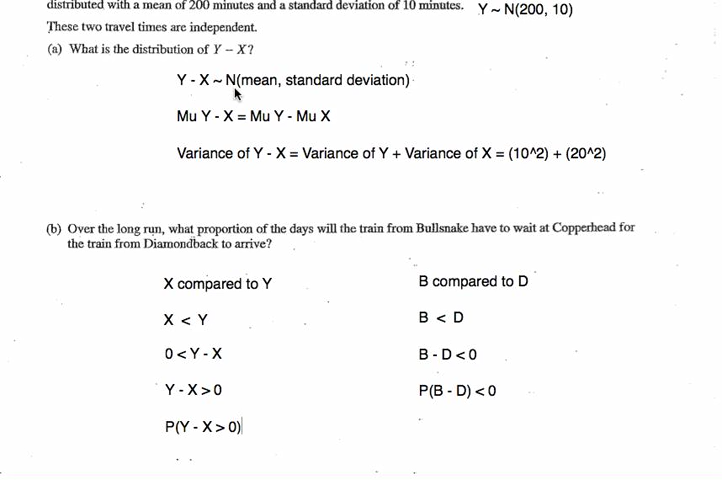 distributed with a mean of 200 minutes and a standard deviation of 10 minutes. Y ~ N(200, 10)
These two travel times are independent.
(a) What is the distribution of Y – X?
Y - X ~ N(mean, standard deviation)
Mu Y - X = Mu Y - Mu X
Variance of Y - X = Variance of Y + Variance of X = (10^2) + (20^2)
(b) Over the long run, what proportion of the days will the train from Bullsnake have to wait at Copperhead for
the train from Diamondback to arrive?
X compared to Y
X < Y
0 < Y - X
Y - X > 0
P(Y - X > 0)
B compared to D
B < D
B - D < 0
P(B - D) < 0